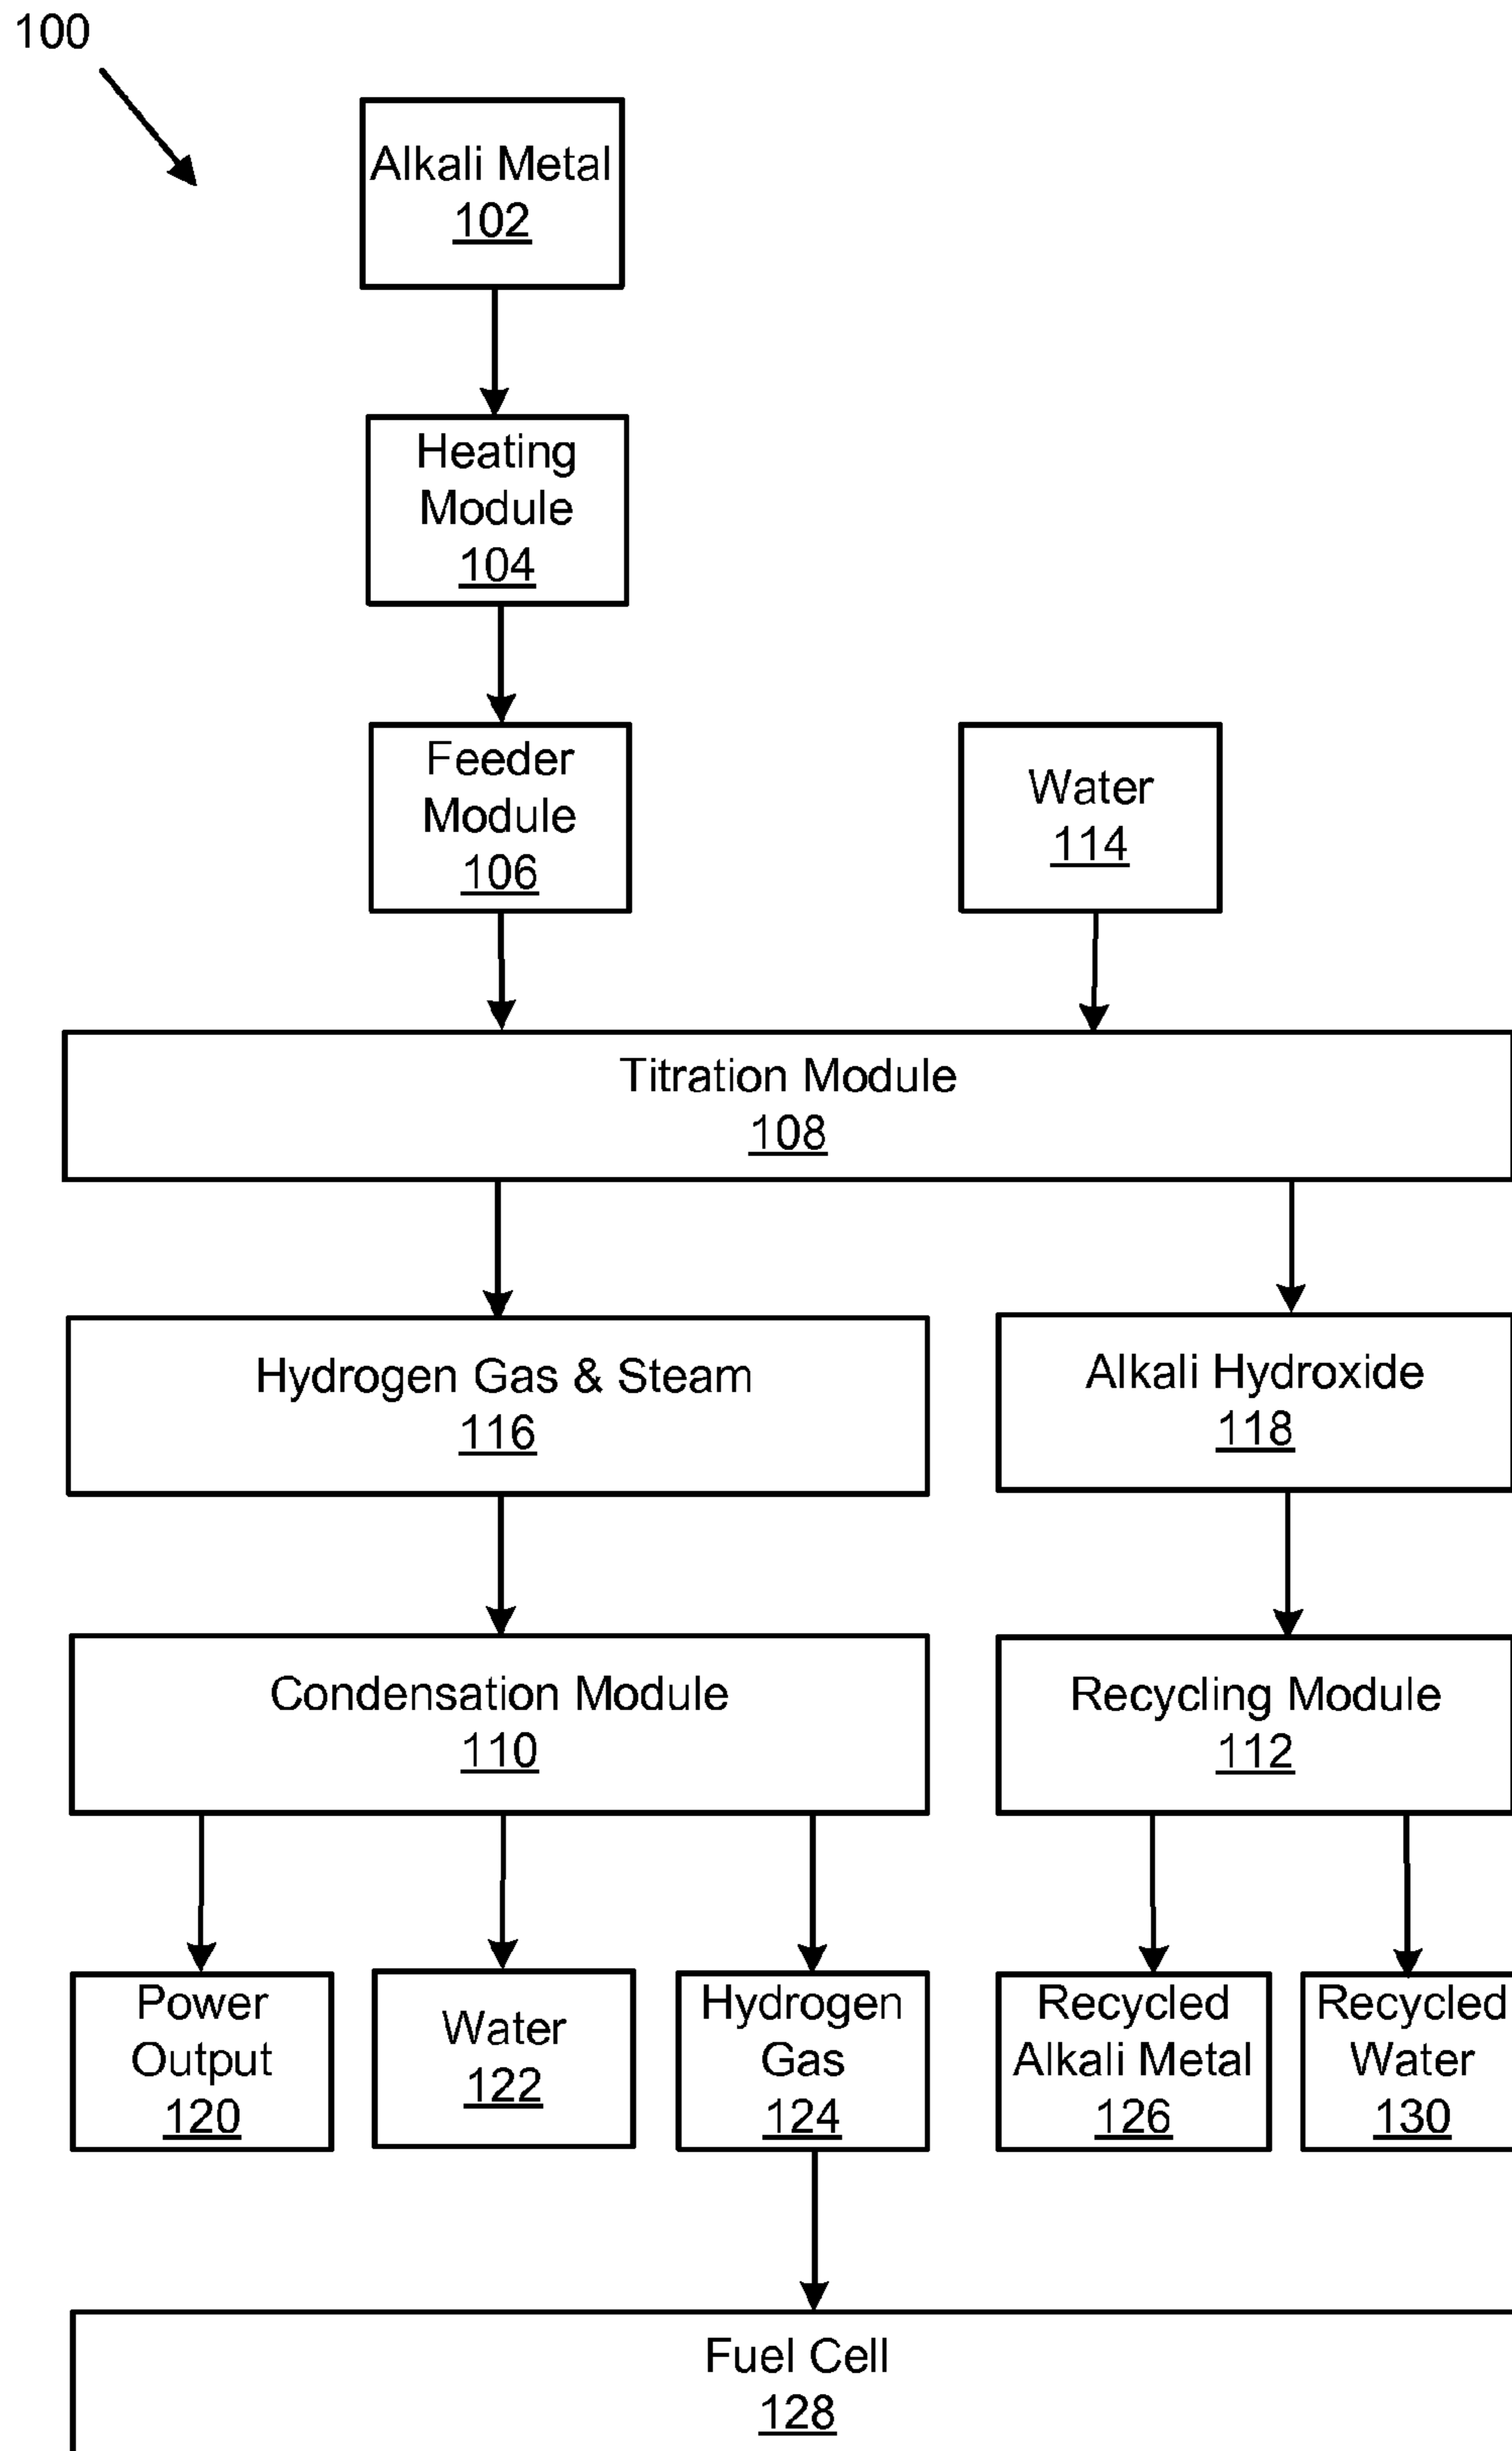 100
Alkali Metal
102
Heating
Module
104
Feeder
Module
106
Water
114
Titration Module
108
Hydrogen Gas & Steam
116
Alkali Hydroxide
118
Condensation Module
110
Recycling Module
112
Power
Output
120
Water
122
Hydrogen
Gas
124
Recycled
Alkali Metal
126
Recycled
Water
130
Fuel Cell
128